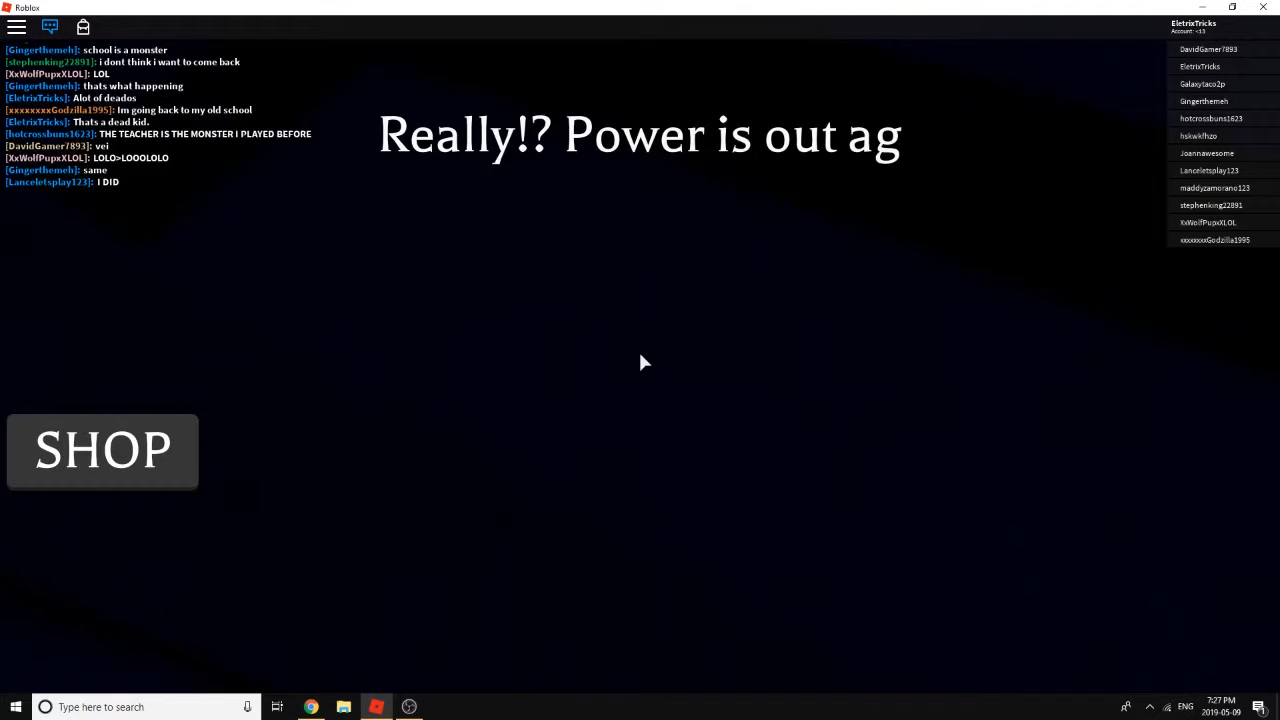 Roblox
EletrixTricks
Account: <13
[Gingerthemeh]: school is a monster
[stephenking22891]: i dont think i want to come back
[XxWolfPupxXLOL]: LOL
[Gingerthemeh]: thats what happening
[EletrixTricks]: Alot of deados
[xxxxxxxxGodzilla1995]: Im going back to my old school
[EletrixTricks]: Thats a dead kid.
[hotcrossbuns1623]: THE TEACHER IS THE MONSTER I PLAYED BEFORE
[DavidGamer7893]: vei
[XxWolfPupxXLOL]: LOLO>LOOOLOLO
[Gingerthemeh]: same
[Lanceletsplay123]: I DID
Really!? Power is out ag
DavidGamer7893
EletrixTricks
Galaxytaco2p
Gingerthemeh
hotcrossbuns1623
hskwkfhzo
Joannawesome
Lanceletsplay123
maddyzamorano123
stephenking22891
XxWolfPupxXLOL
xxxxxxxxGodzilla1995
SHOP
Type here to search
ENG
7:27 PM
2019-05-09
1